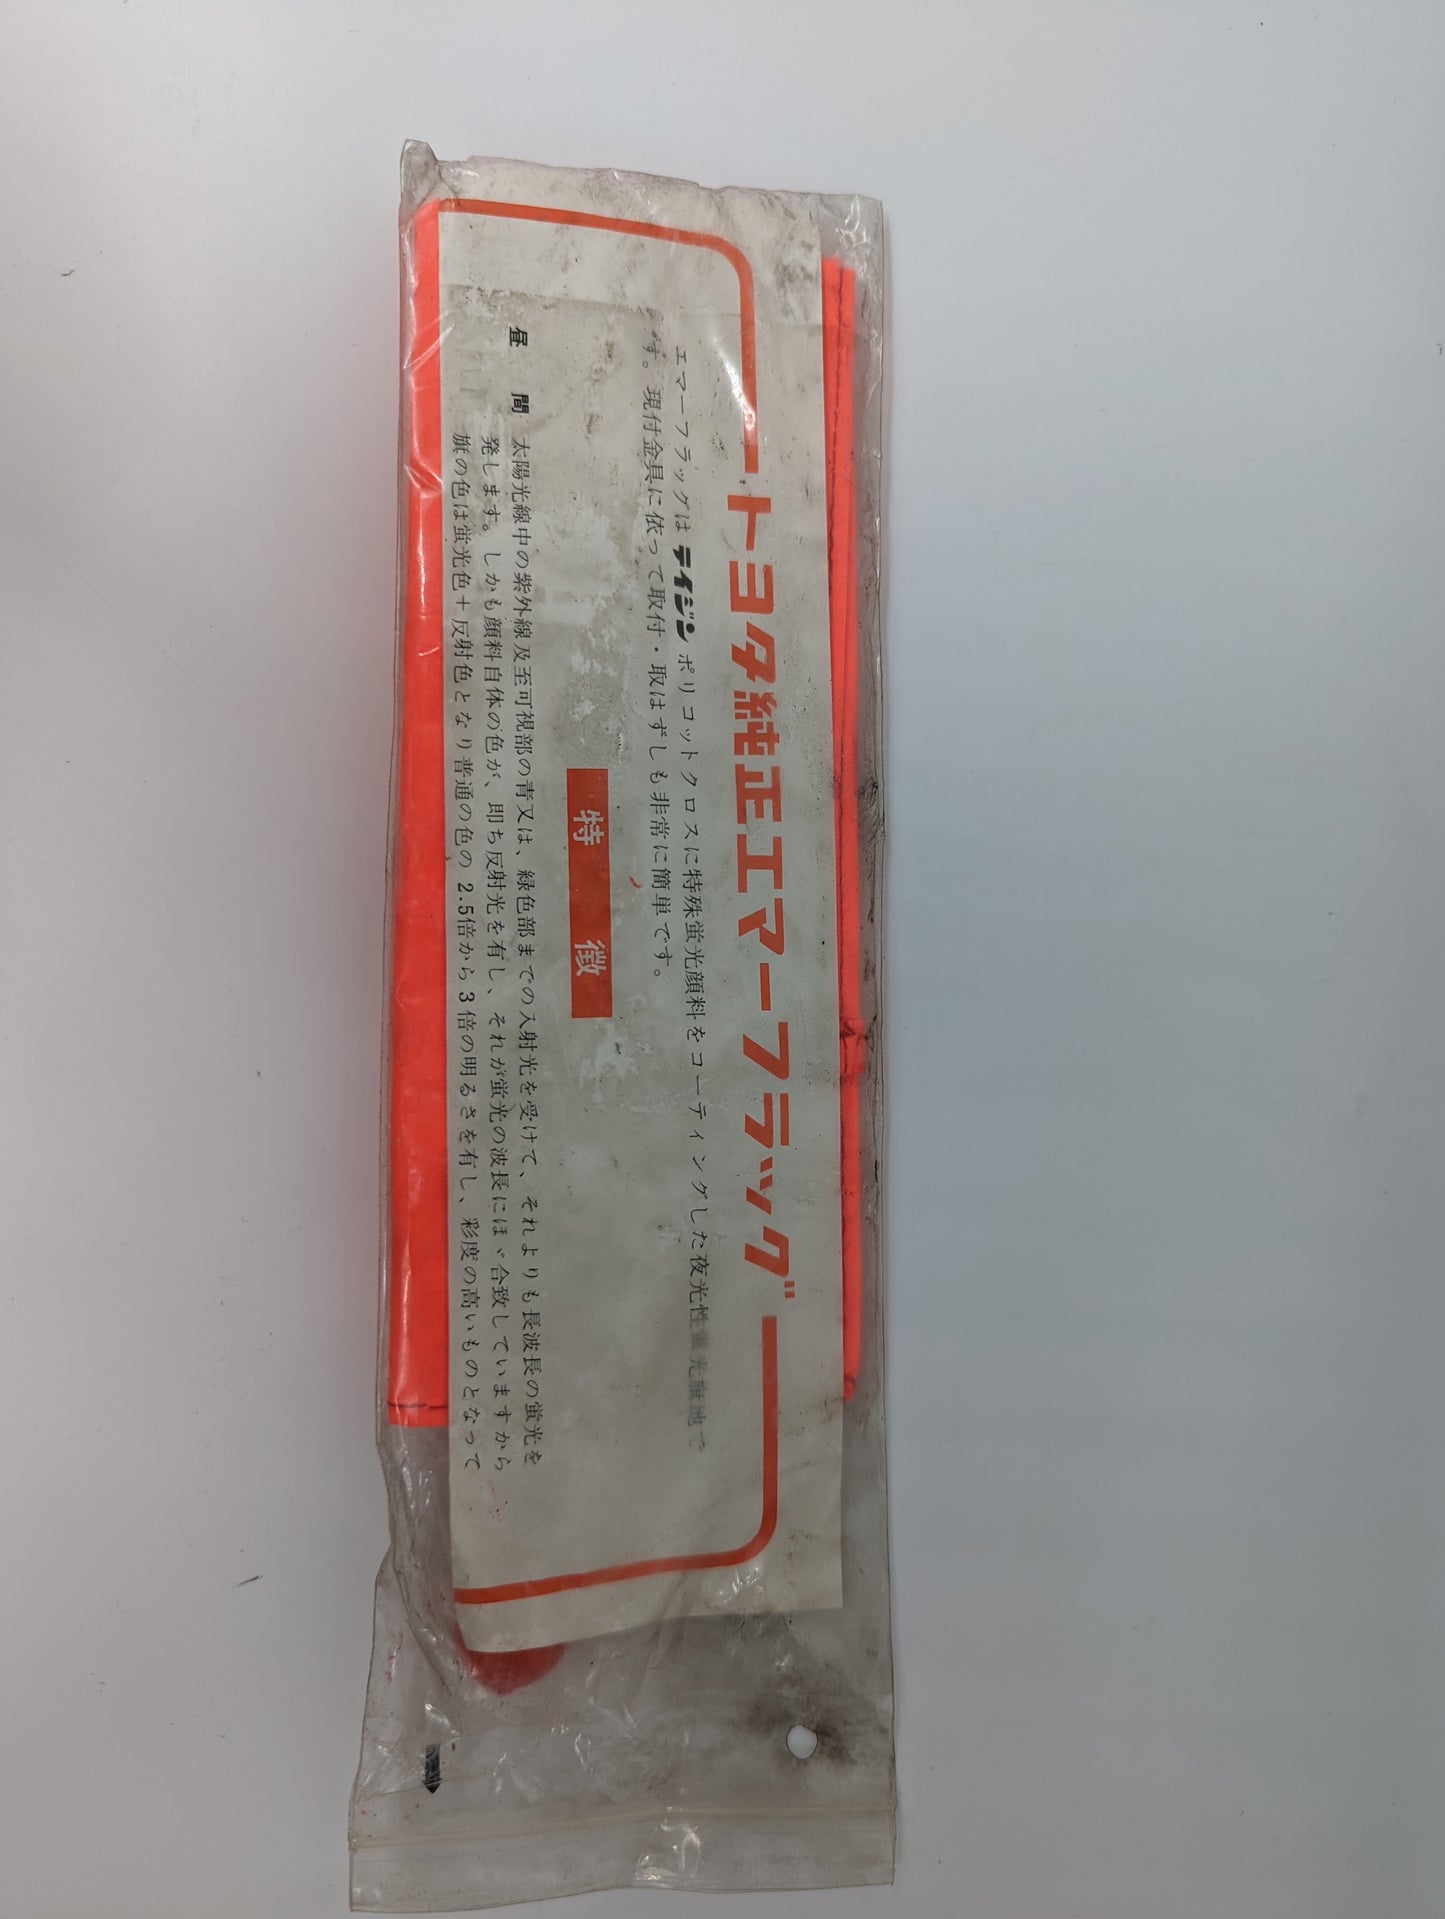 トヨタ純正エマーフラッグ
エマーフラッグはテイジンポリコットクロスに特殊蛍光顔料をコーティングした夜光性蛍光腟地で
す。現付金具に依って取付・取はずしも非常に簡単です。
特 徴
昼 間 太陽光線中の紫外線及至可視部の青又は、緑色部までの入射光を受けて、それよりも長波長の蛍光を
発します。しかも顔料自体の色が、即ち反射光を有し、それが蛍光の波長にほゞ合致していますから
旗の色は蛍光色＋反射色となり普通の色の 2.5倍から3倍の明るさを有し、彩度の高いものとなって